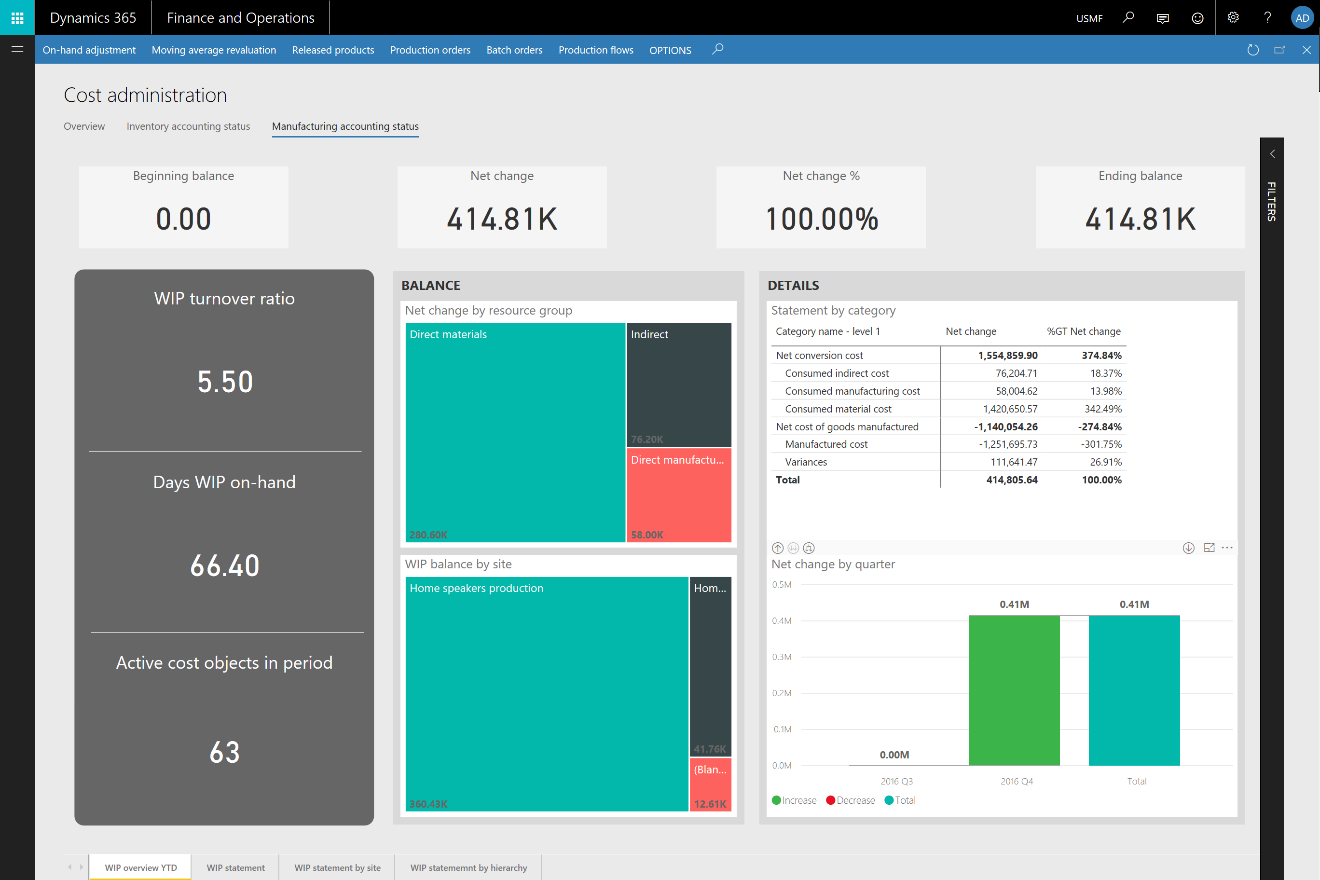 Dynamics 365 Finance and Operations USMF ? AD
On-hand adjustment Moving average revaluation Released products Production orders Batch orders Production flows OPTIONS
Cost administration
Overview Inventory accounting status Manufacturing accounting status
FILTERS
Beginning balance Net change Net change % Ending balance
0.00 414.81K 100.00% 414.81K
WIP turnover ratio
5.50
Days WIP on-hand
66.40
Active cost objects in period
63
BALANCE
Net change by resource group
Direct materials Indirect
76.20K
Direct manufactu...
280.60K 58.00K
WIP balance by site
Home speakers production Hom...
41.76K
(Blan...
360.43K 12.61K
DETAILS
Statement by category
Category name - level 1 Net change %GT Net change
Net conversion cost 1,554,859.90 374.84%
Consumed indirect cost 76,204.71 18.37%
Consumed manufacturing cost 58,004.62 13.98%
Consumed material cost 1,420,650.57 342.49%
Net cost of goods manufactured -1,140,054.26 -274.84%
Manufactured cost -1,251,695.73 -301.75%
Variances 111,641.47 26.91%
Total 414,805.64 100.00%
Net change by quarter
0.5M
0.41M 0.41M
0.4M
0.3M
0.2M
0.1M
0.00M
0.0M
2016 Q3 2016 Q4 Total
Increase Decrease Total
WIP overview YTD WIP statement WIP statement by site WIP statememnt by hierarchy